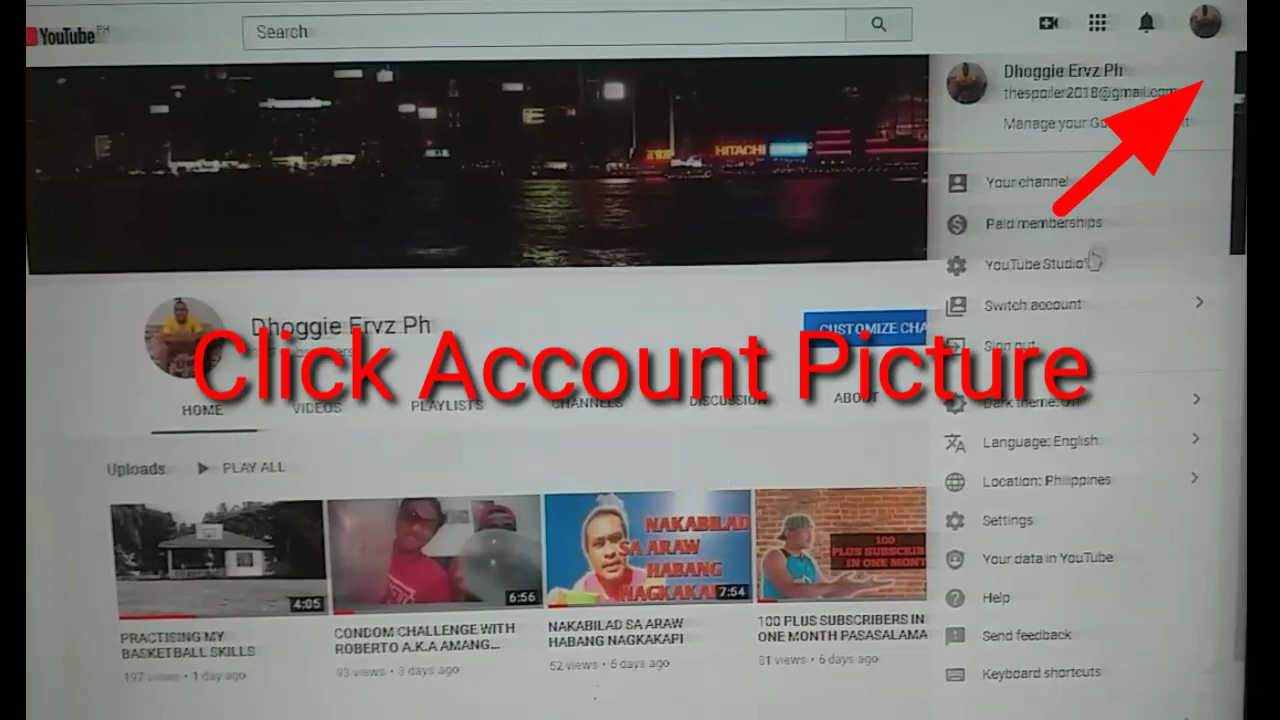 YouTube PH
Search
Dhoggie Ervz Ph
thespoiler2018@gmail.com
Manage your
HITACHI
Your channel
Paid memberships
YouTube Studio
Switch account
Sign out
Dark theme: Off
Language: English
Location: Philippines
Settings
Your data in YouTube
Help
Send feedback
Keyboard shortcuts
Dhoggie Ervz Ph
CUSTOMIZE CHA
Click Account Picture
HOME VIDEOS PLAYLISTS CHANNELS DISCUSSION ABOUT
Uploads PLAY ALL
4:05
6:56
NAKABILAD
SA ARAW
HABANG
NAGKAKAPI
7:54
100
PLUS SUBSCRIB
IN ONE MONT
PRACTISING MY
BASKETBALL SKILLS
197 views • 1 day ago
CONDOM CHALLENGE WITH
ROBERTO A.K.A AMANG...
93 views • 3 days ago
NAKABILAD SA ARAW
HABANG NAGKAKAPI
52 views • 6 days ago
100 PLUS SUBSCRIBERS IN
ONE MONTH PASASALAMA
81 views • 6 days ago